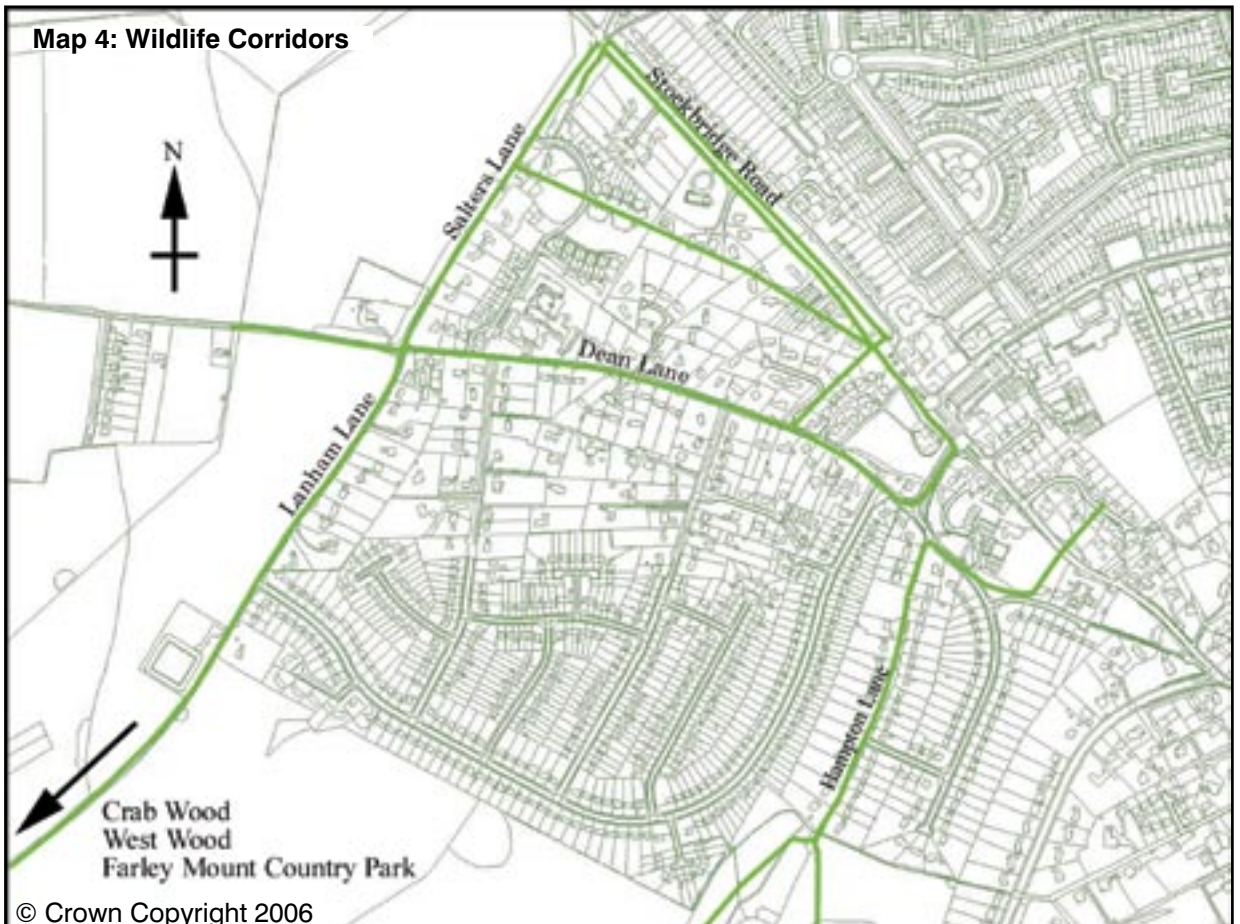 Map 4: Wildlife Corridors
Stockbridge Road
N
Salters Lane
Dean Lane
Lanham Lane
Hampton Lane
Crab Wood
West Wood
Farley Mount Country Park
© Crown Copyright 2006